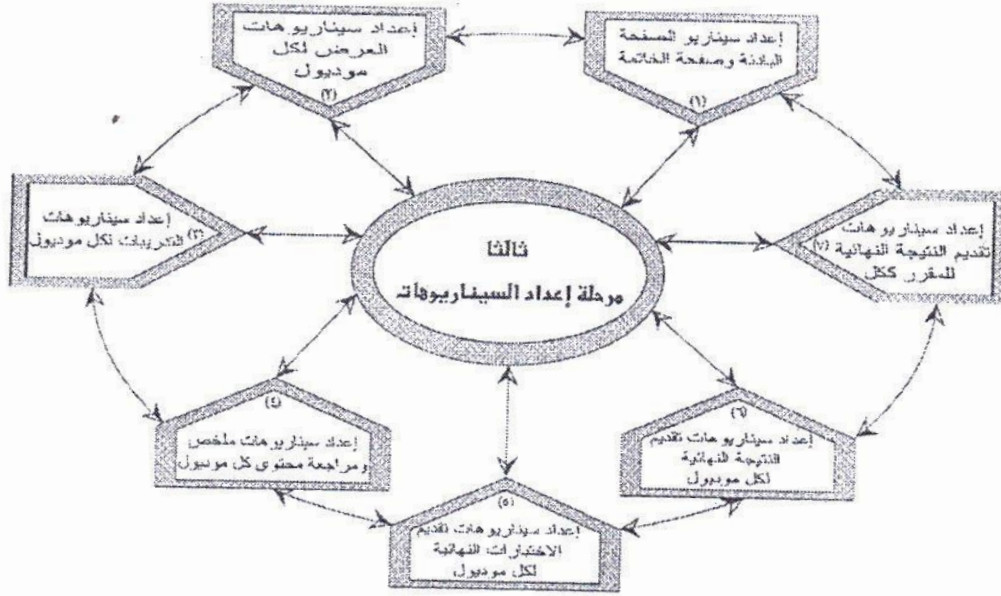 إعداد سيناريو الصفحة
البادئة وصفحة الخاتمة
(١)
إعداد سيناريوهات
العرض لكل
موديول
(٢)
إعداد سيناريوهات
التدريبات لكل موديول
(٣)
(٤)
إعداد سيناريوهات ملخص
ومراجعة محتوى كل موديول
(٥)
إعداد سيناريوهات تقديم
الاختبارات النهائية
لكل موديول
(٦)
إعداد سيناريوهات تقديم
النتيجة النهائية
لكل موديول
إعداد سيناريوهات
تقديم النتيجة النهائية (٧)
للمقرر ككل
ثالثا
مرحلة إعداد السيناريوهات